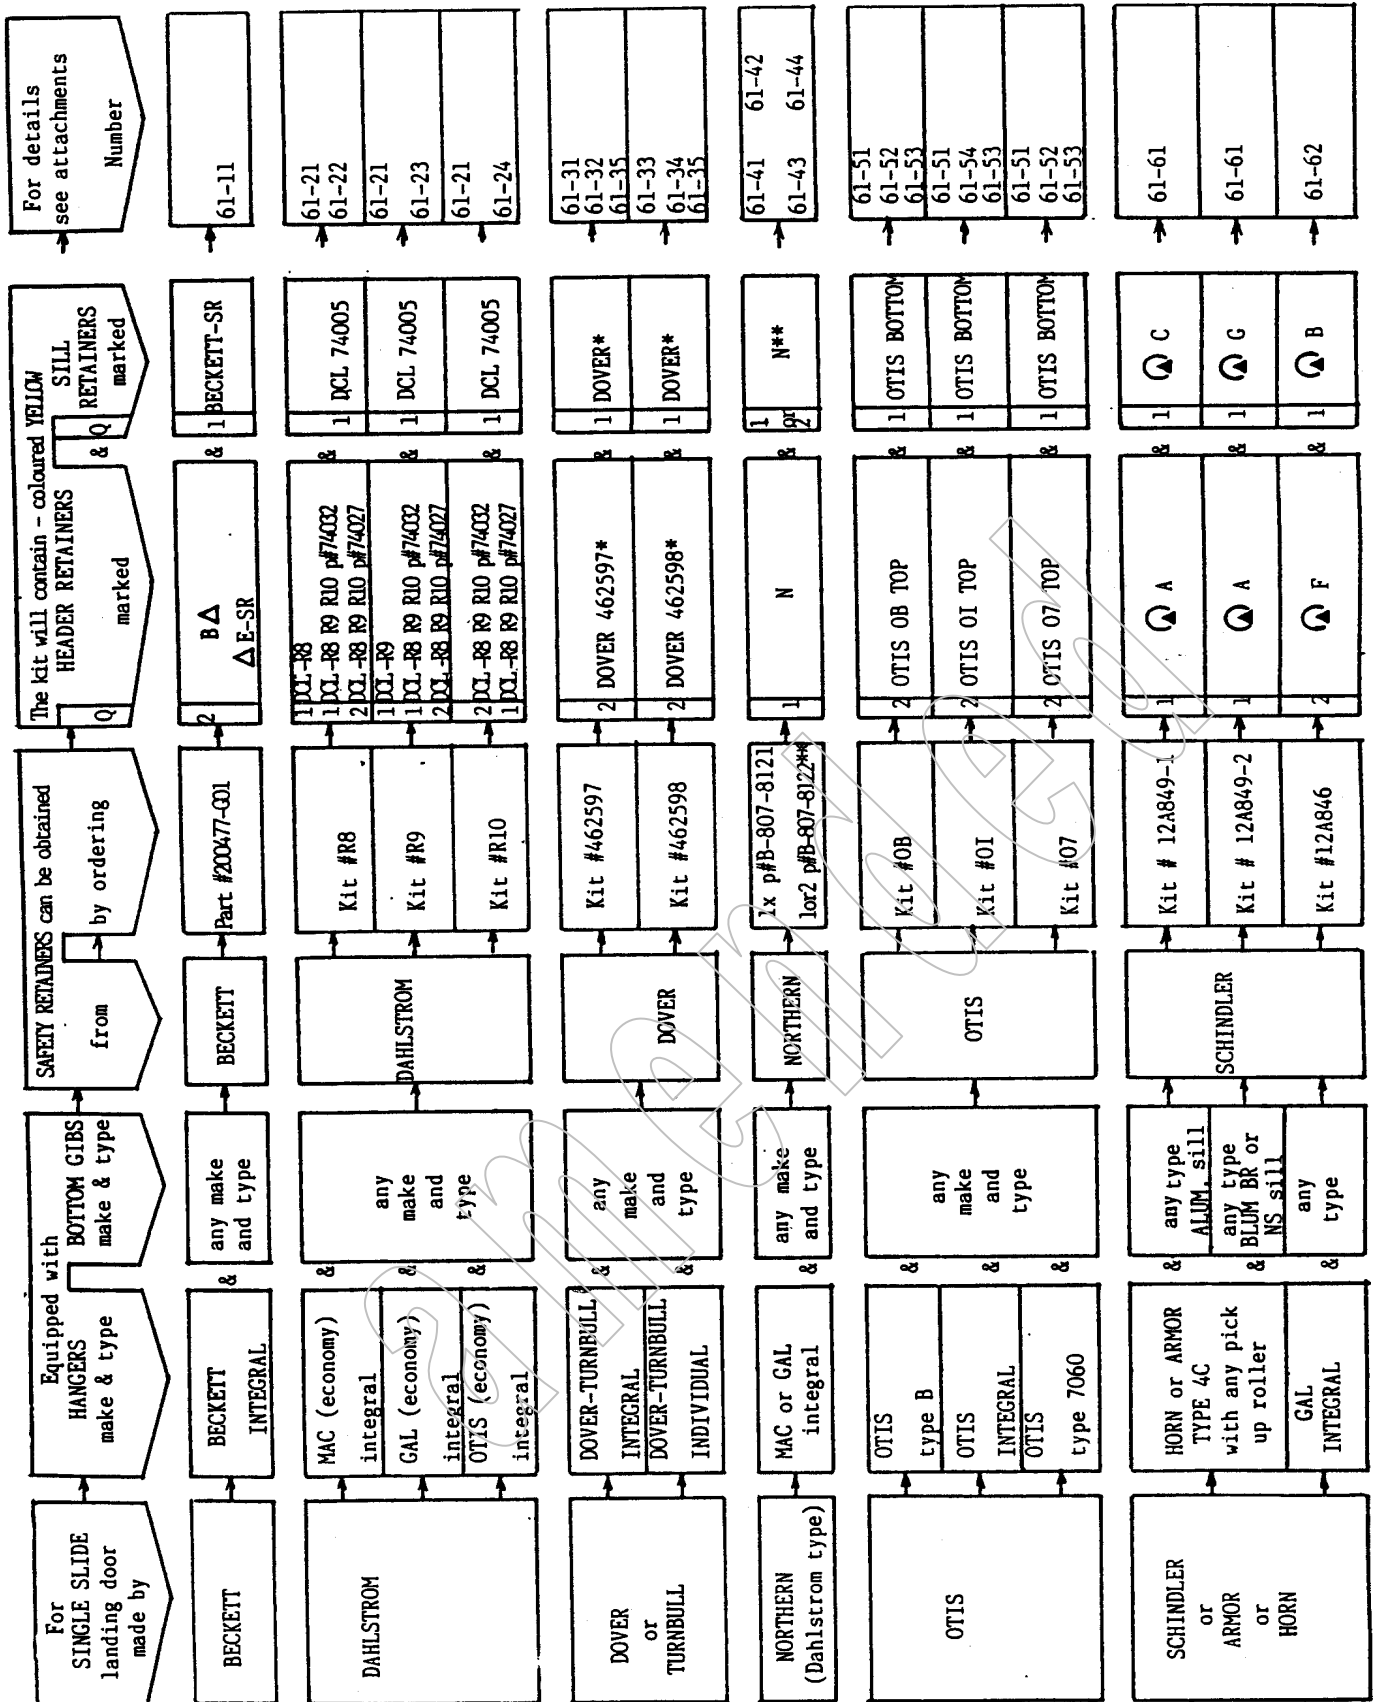 For
SINGLE SLIDE
landing door
made by
Equipped with
HANGERS
make & type
BOTTOM GIBS
make & type
SAFETY RETAINERS can be obtained
from
by ordering
The kit will contain - coloured YELLOW
Q
HEADER RETAINERS
marked
&
Q
SILL
RETAINERS
marked
For details
see attachments
Number
BECKETT
BECKETT
INTEGRAL
&
any make
and type
BECKETT
Part #200477-G01
2
B△
△E-SR
&
1
BECKETT-SR
61-11
DAHLSTROM
MAC (economy)
integral
&
GAL (economy)
integral
&
OTIS (economy)
integral
&
any
make
and
type
DAHLSTROM
Kit #R8
1 DCL-R8
1 DCL-R8 R9 R10 p#74032
2 DCL-R8 R9 R10 p#74027
&
1 DCL 74005
61-21
61-22
Kit #R9
1 DCL-R9
1 DCL-R8 R9 R10 p#74032
2 DCL-R8 R9 R10 p#74027
&
1 DCL 74005
61-21
61-23
Kit #R10
2 DCL-R8 R9 R10 p#74032
1 DCL-R8 R9 R10 p#74027
&
1 DCL 74005
61-21
61-24
DOVER
or
TURNBULL
DOVER-TURNBULL
INTEGRAL
&
DOVER-TURNBULL
INDIVIDUAL
&
any
make
and
type
DOVER
Kit #462597
2 DOVER 462597*
&
1 DOVER*
61-31
61-32
61-35
Kit #462598
2 DOVER 462598*
&
1 DOVER*
61-33
61-34
61-35
NORTHERN
(Dahlstrom type)
MAC or GAL
integral
&
any make
and type
NORTHERN
1x p#B-807-8121
1or2 p#B-807-8122**
1
N
&
1
or
2
N**
61-41 61-42
61-43 61-44
OTIS
OTIS
type B
&
OTIS
INTEGRAL
&
OTIS
type 7060
&
any
make
and
type
OTIS
Kit #OB
2 OTIS OB TOP
&
1 OTIS BOTTOM
61-51
61-52
61-53
Kit #OI
2 OTIS OI TOP
&
1 OTIS BOTTOM
61-51
61-54
61-53
Kit #O7
2 OTIS O7 TOP
&
1 OTIS BOTTOM
61-51
61-52
61-53
SCHINDLER
or
ARMOR
or
HORN
HORN or ARMOR
TYPE 4C
with any pick
up roller
&
&
GAL
INTEGRAL
&
any type
ALUM. sill
any type
BLUM BR or
NS sill
any
type
SCHINDLER
Kit # 12A849-1
1 A
&
1 C
61-61
Kit # 12A849-2
1 A
&
1 G
61-61
Kit #12A846
2 F
&
1 B
61-62
amended